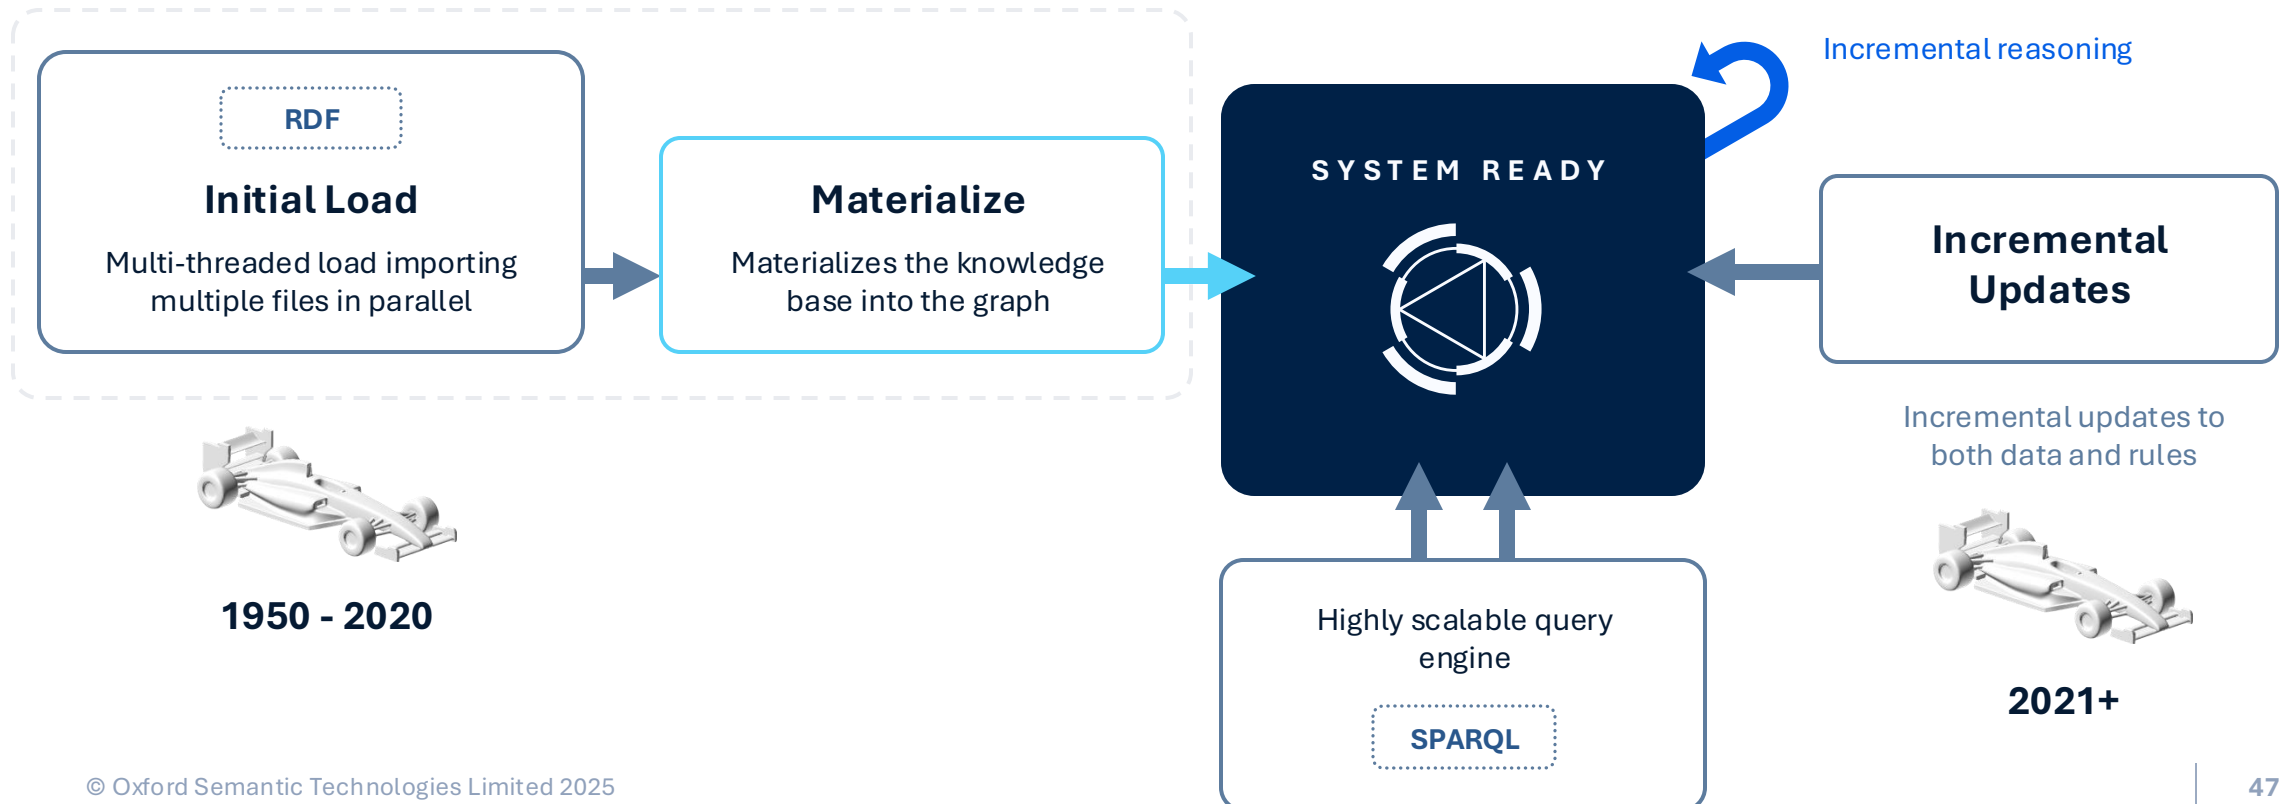 RDF
Initial Load
Multi-threaded load importing
multiple files in parallel
Materialize
Materializes the knowledge
base into the graph
SYSTEM READY
Incremental reasoning
Incremental
Updates
Incremental updates to
both data and rules
1950 - 2020
Highly scalable query
engine
SPARQL
2021+
© Oxford Semantic Technologies Limited 2025
47